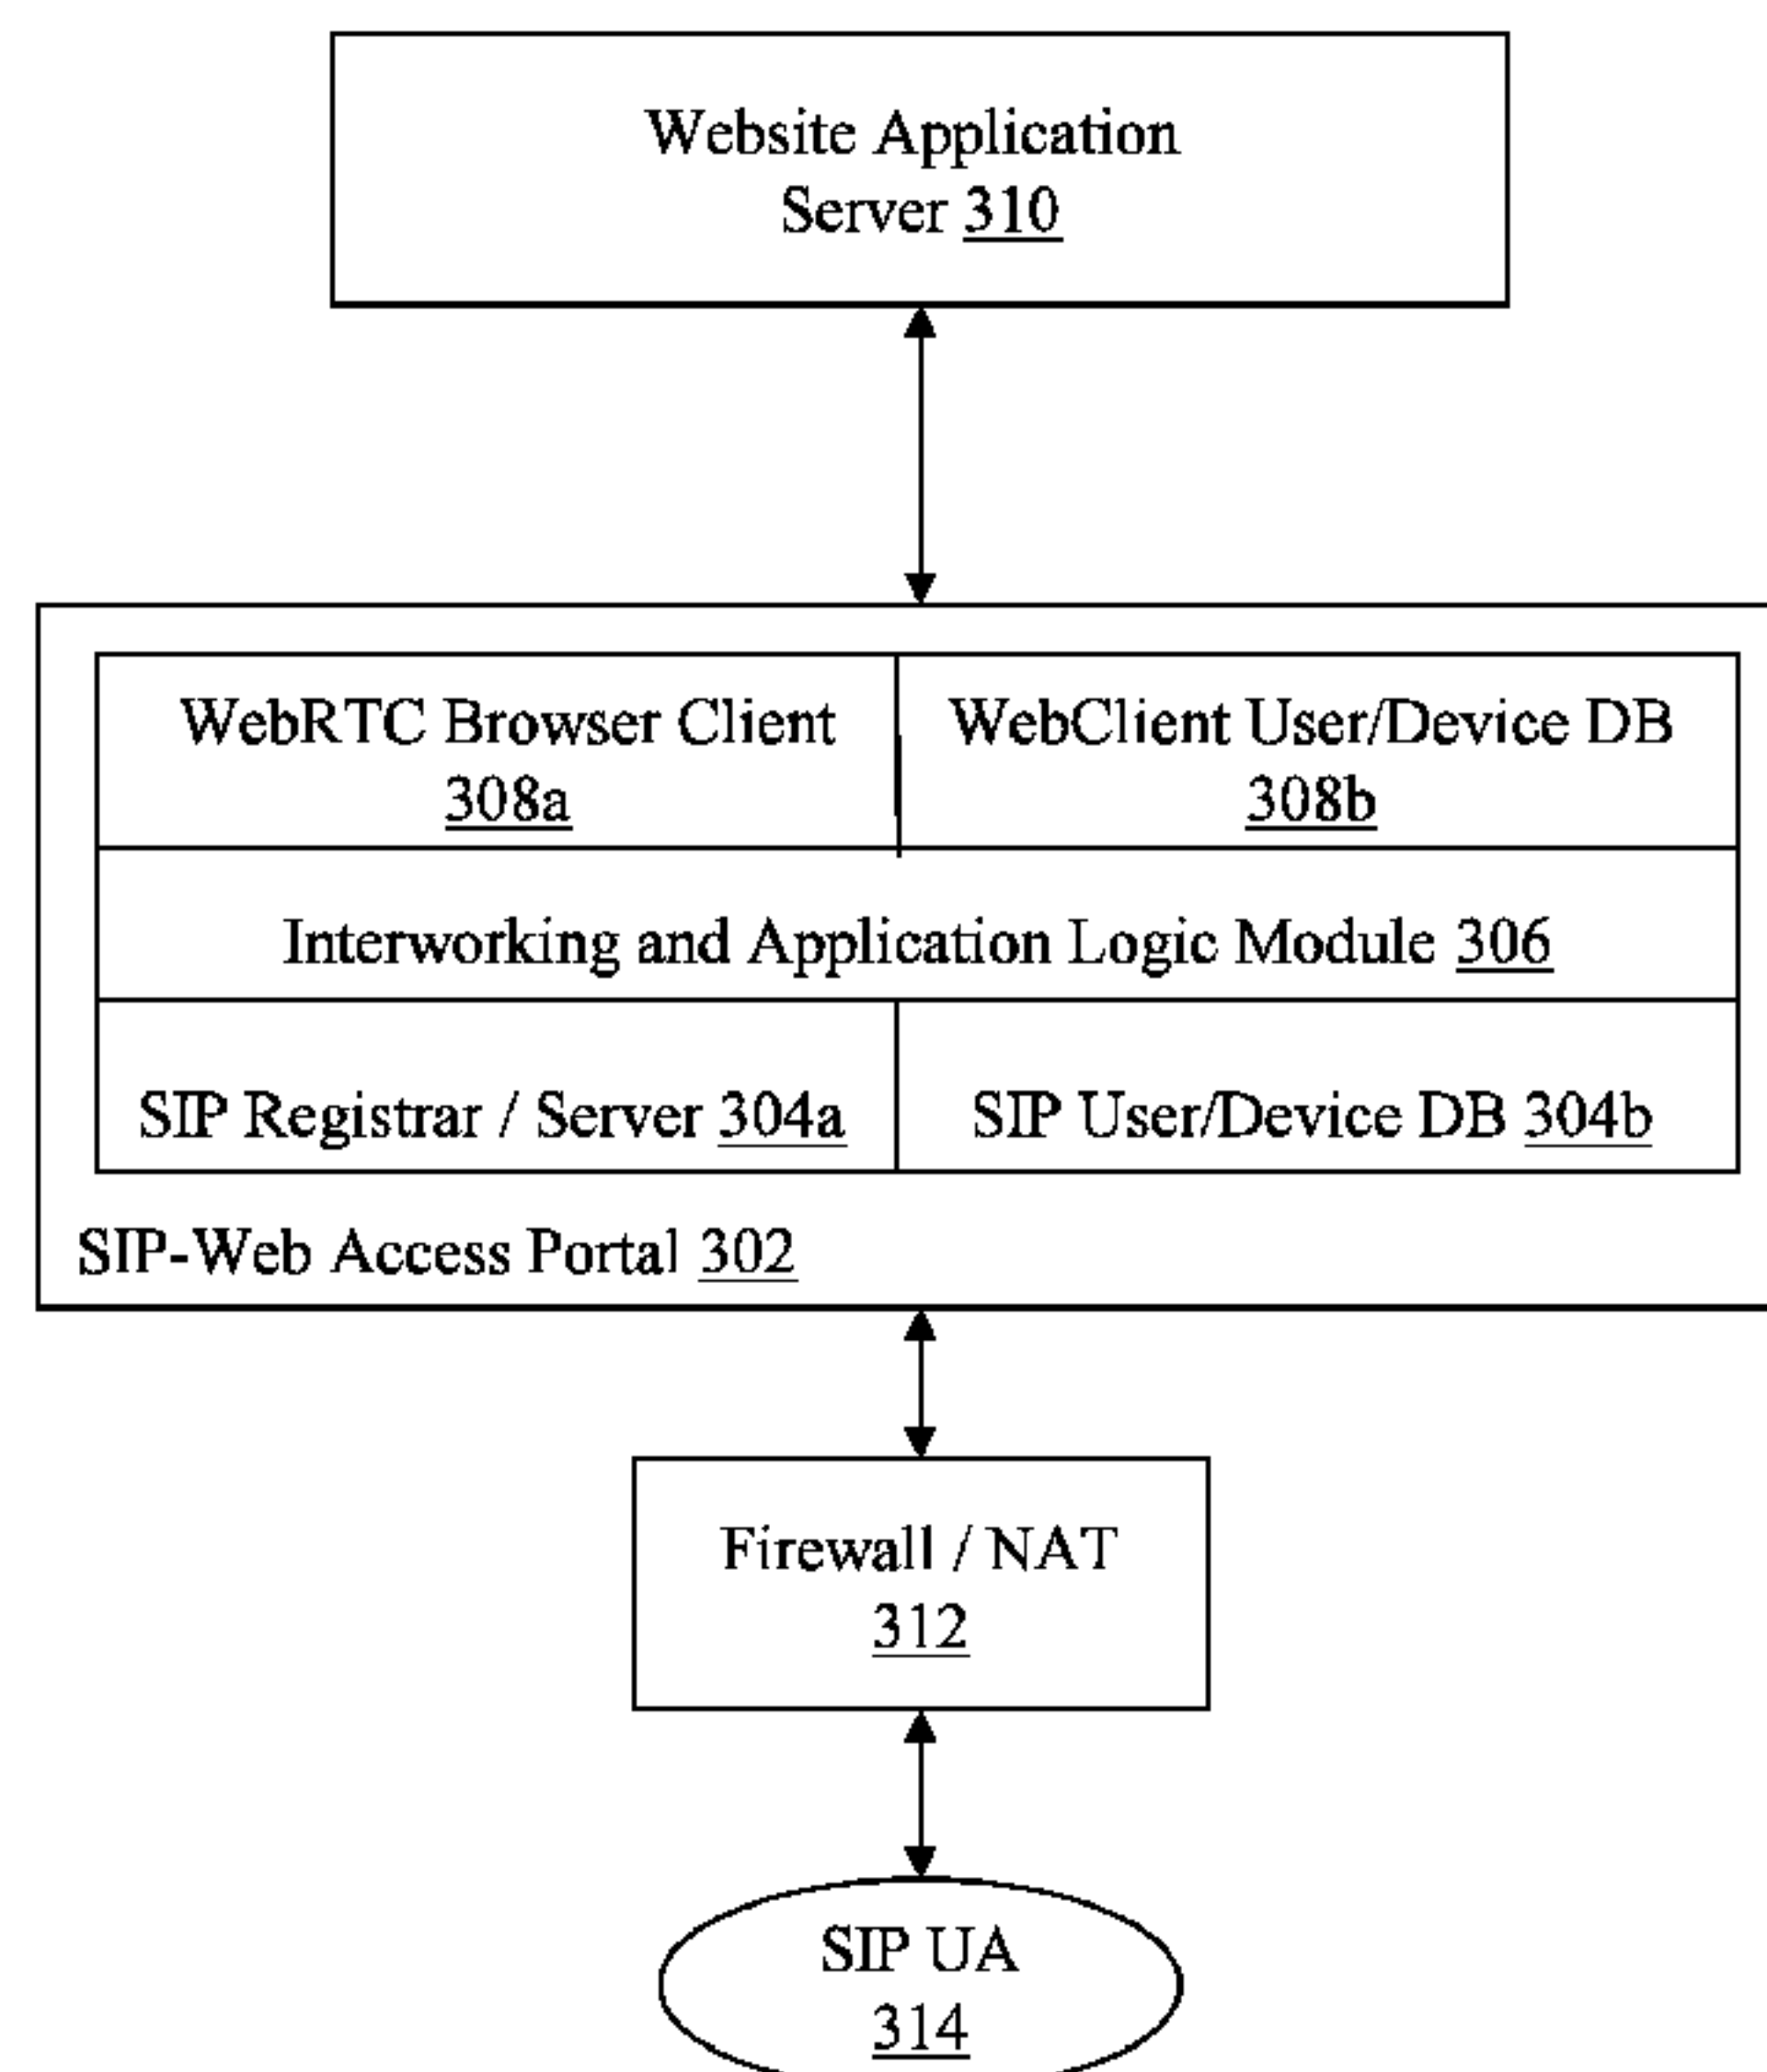 Website Application
Server 310
WebRTC Browser Client
308a
WebClient User/Device DB
308b
Interworking and Application Logic Module 306
SIP Registrar / Server 304a
SIP User/Device DB 304b
SIP-Web Access Portal 302
Firewall / NAT
312
SIP UA
314